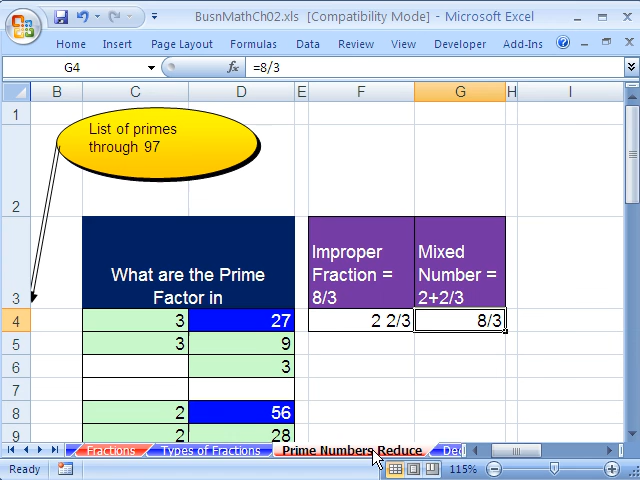 BusnMathCh02.xls [Compatibility Mode] - Microsoft Excel
Home Insert Page Layout Formulas Data Review View Developer Add-Ins
G4 fx =8/3
B C D E F G H I
1
List of primes
through 97
2
3
What are the Prime
Factor in
Improper
Fraction =
8/3
Mixed
Number =
2+2/3
4 3 27 2 2/3 8/3
5 3 9
6 3
7
8 2 56
9 2 28
Fractions Types of Fractions Prime Numbers Reduce
Ready 115%